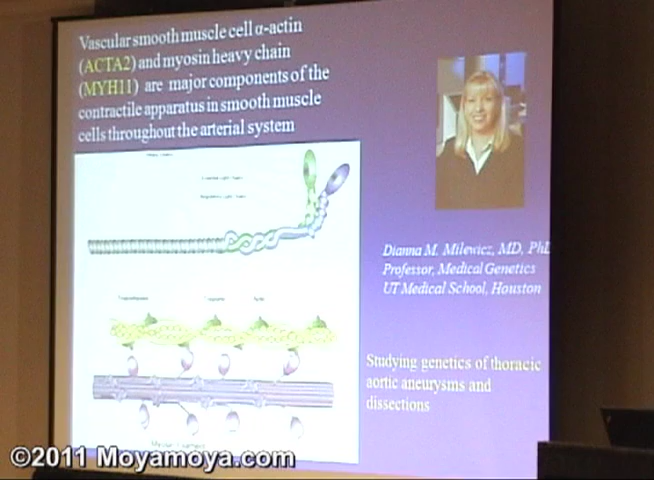 Vascular smooth muscle cell α-actin
(ACTA2) and myosin heavy chain
(MYH11) are major components of the
contractile apparatus in smooth muscle
cells throughout the arterial system
Dianna M. Milewicz, MD, PhD
Professor, Medical Genetics
UT Medical School, Houston
Studying genetics of thoracic
aortic aneurysms and
dissections
©2011 Moyamoya.com